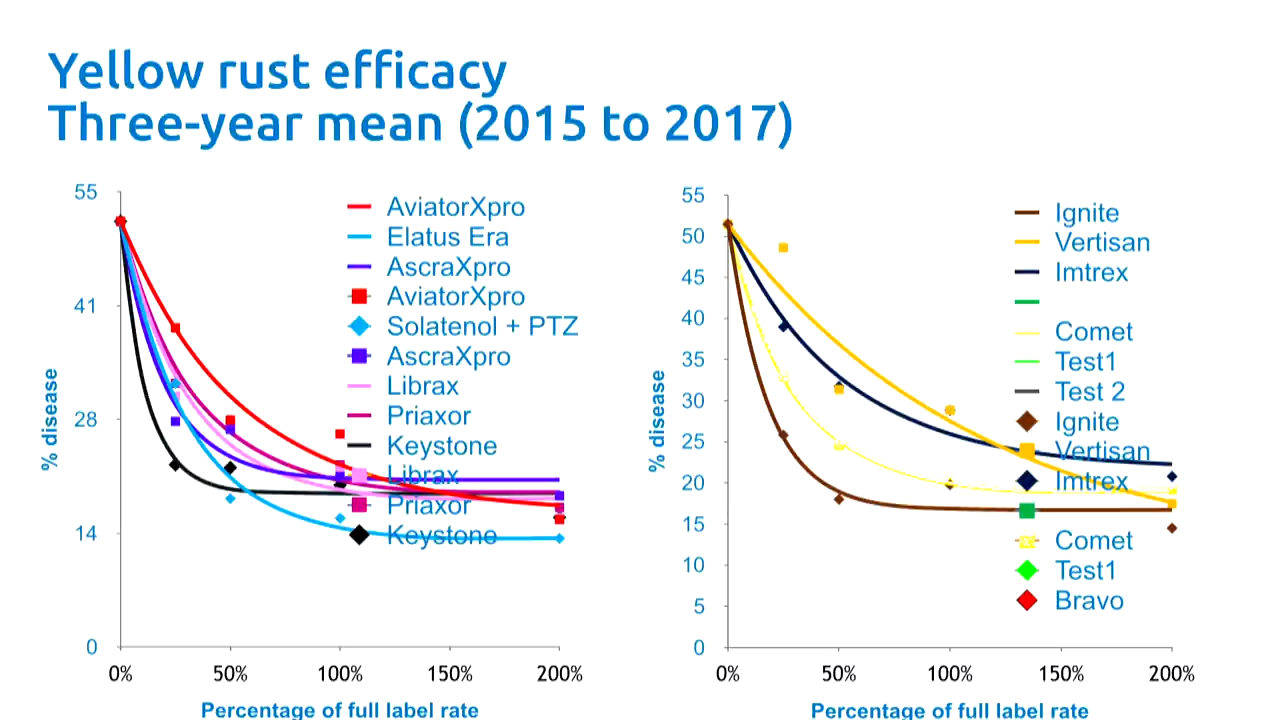 Yellow rust efficacy
Three-year mean (2015 to 2017)
55
41
28
14
0
% disease
0%
50%
100%
150%
200%
Percentage of full label rate
AviatorXpro
Elatus Era
AscraXpro
AviatorXpro
Solatenol + PTZ
AscraXpro
Librax
Priaxor
Keystone
Librax
Priaxor
Keystone
55
50
45
40
35
30
25
20
15
10
5
0
% disease
0%
50%
100%
150%
200%
Percentage of full label rate
Ignite
Vertisan
Imtrex
Comet
Test1
Test 2
Ignite
Vertisan
Imtrex
Comet
Test1
Bravo